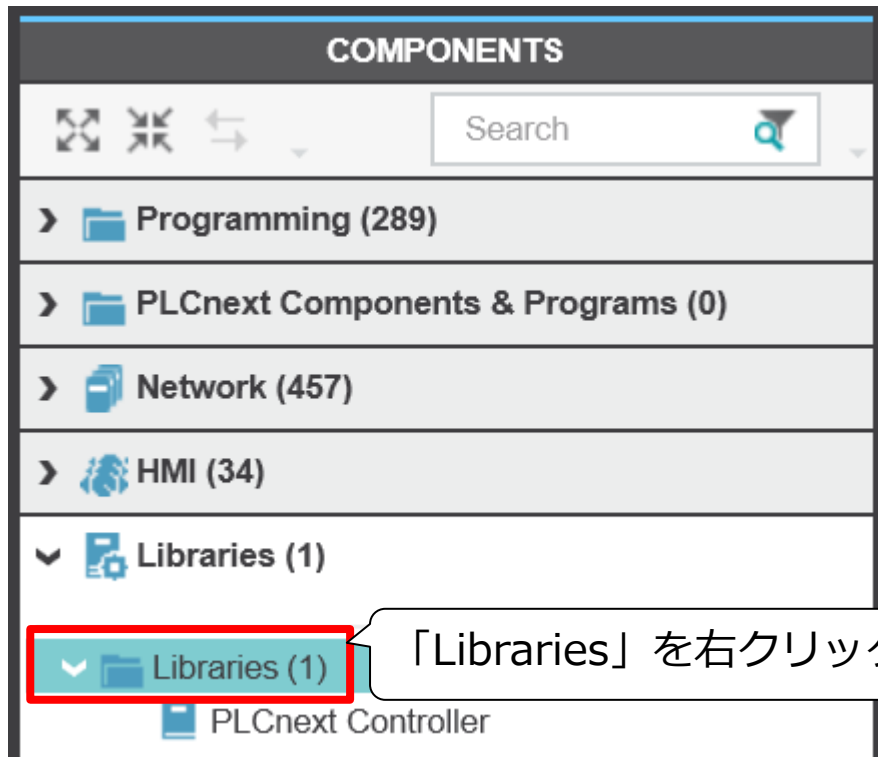 COMPONENTS
Search
Programming (289)
PLCnext Components & Programs (0)
Network (457)
HMI (34)
Libraries (1)
Libraries (1)
「Libraries」を右クリッ
PLCnext Controller